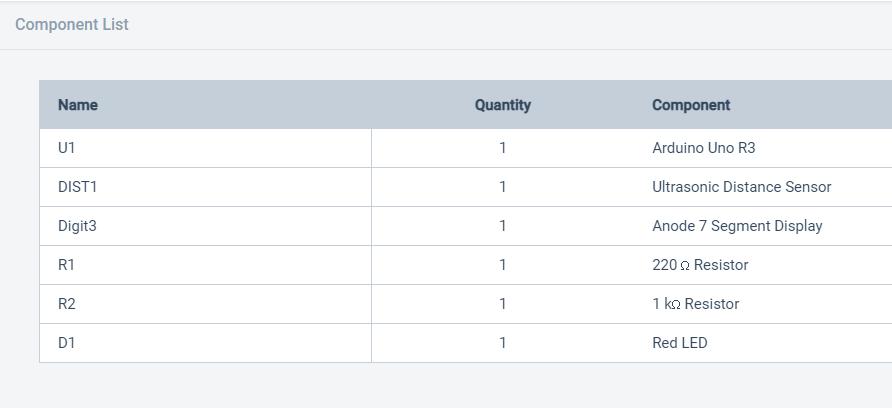 Component List
Name Quantity Component
U1 1 Arduino Uno R3
DIST1 1 Ultrasonic Distance Sensor
Digit3 1 Anode 7 Segment Display
R1 1 220 Ω Resistor
R2 1 1 kΩ Resistor
D1 1 Red LED